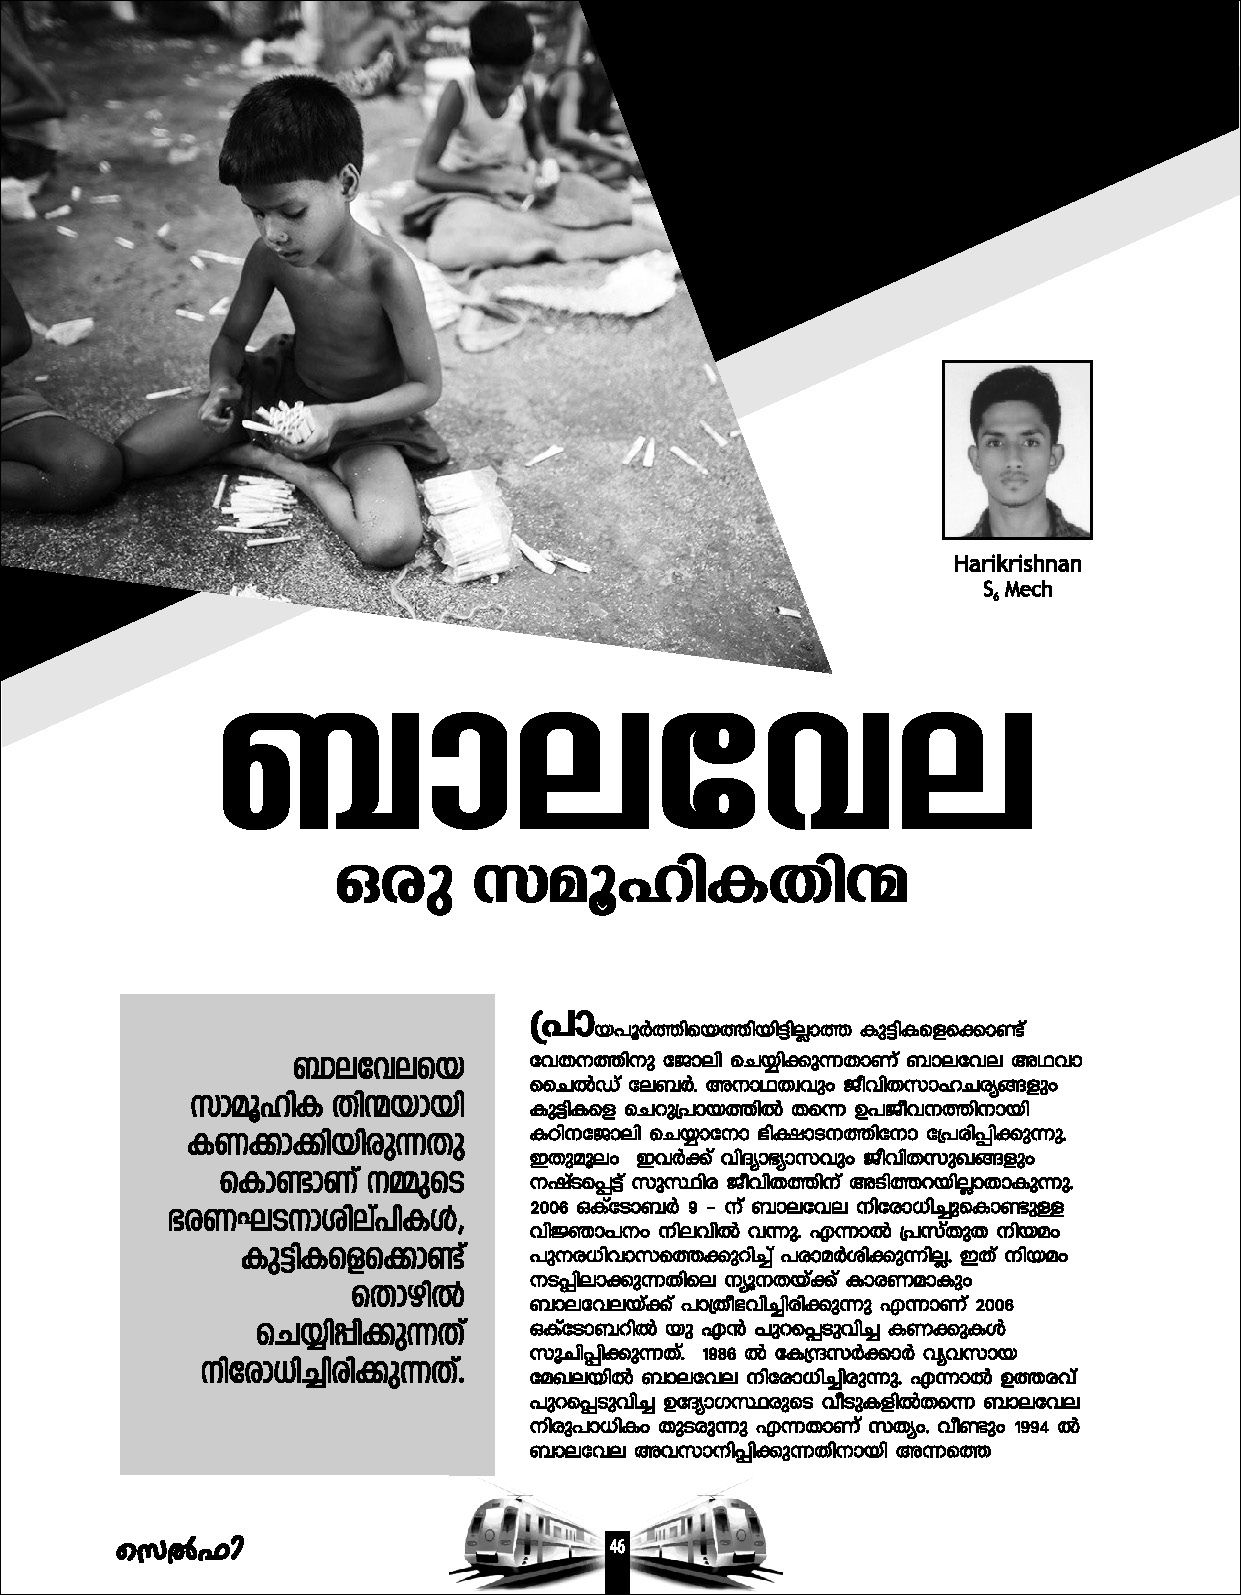 Harikrishnan
S6 Mech
ബാലവേല
ഒരു സമൂഹികതിന്മ
ബാലവേലയെ
സാമൂഹിക തിന്മയായി
കണക്കാക്കിയിരുന്നതു
കൊണ്ടാണ് നമ്മുടെ
ഭരണഘടനാശില്പികൾ,
കുട്ടികളെക്കൊണ്ട്
തൊഴിൽ
ചെയ്യിപ്പിക്കുന്നത്
നിരോധിച്ചിരിക്കുന്നത്.
പ്രായപൂർത്തിയെത്തിയിട്ടില്ലാത്ത കുട്ടികളെക്കൊണ്ട്
വേതനത്തിനു ജോലി ചെയ്യിക്കുന്നതാണ് ബാലവേല അഥവാ
ചൈൽഡ് ലേബർ. അനാഥത്വവും ജീവിതസാഹചര്യങ്ങളും
കുട്ടികളെ ചെറുപ്രായത്തിൽ തന്നെ ഉപജീവനത്തിനായി
കഠിനജോലി ചെയ്യാനോ ഭിക്ഷാടനത്തിനോ പ്രേരിപ്പിക്കുന്നു.
ഇതുമൂലം ഇവർക്ക് വിദ്യാഭ്യാസവും ജീവിതസുഖങ്ങളും
നഷ്ടപ്പെട്ട് സുസ്ഥിര ജീവിതത്തിന് അടിത്തറയില്ലാതാകുന്നു.
2006 ഒക്ടോബർ 9 - ന് ബാലവേല നിരോധിച്ചുകൊണ്ടുള്ള
വിജ്ഞാപനം നിലവിൽ വന്നു. എന്നാൽ പ്രസ്തുത നിയമം
പുനരധിവാസത്തെക്കുറിച്ച് പരാമർശിക്കുന്നില്ല. ഇത് നിയമം
നടപ്പിലാക്കുന്നതിലെ ന്യൂനതയ്ക്ക് കാരണമാകും
ബാലവേലയ്ക്ക് പാത്രീഭവിച്ചിരിക്കുന്നു എന്നാണ് 2006
ഒക്ടോബറിൽ യു എൻ പുറപ്പെടുവിച്ച കണക്കുകൾ
സൂചിപ്പിക്കുന്നത്. 1986 ൽ കേന്ദ്രസർക്കാർ വ്യവസായ
മേഖലയിൽ ബാലവേല നിരോധിച്ചിരുന്നു. എന്നാൽ ഉത്തരവ്
പുറപ്പെടുവിച്ച ഉദ്യോഗസ്ഥരുടെ വീടുകളിൽതന്നെ ബാലവേല
നിരുപാധികം തുടരുന്നു എന്നതാണ് സത്യം. വീണ്ടും 1994 ൽ
ബാലവേല അവസാനിപ്പിക്കുന്നതിനായി അന്നത്തെ
സെൽഫി
46